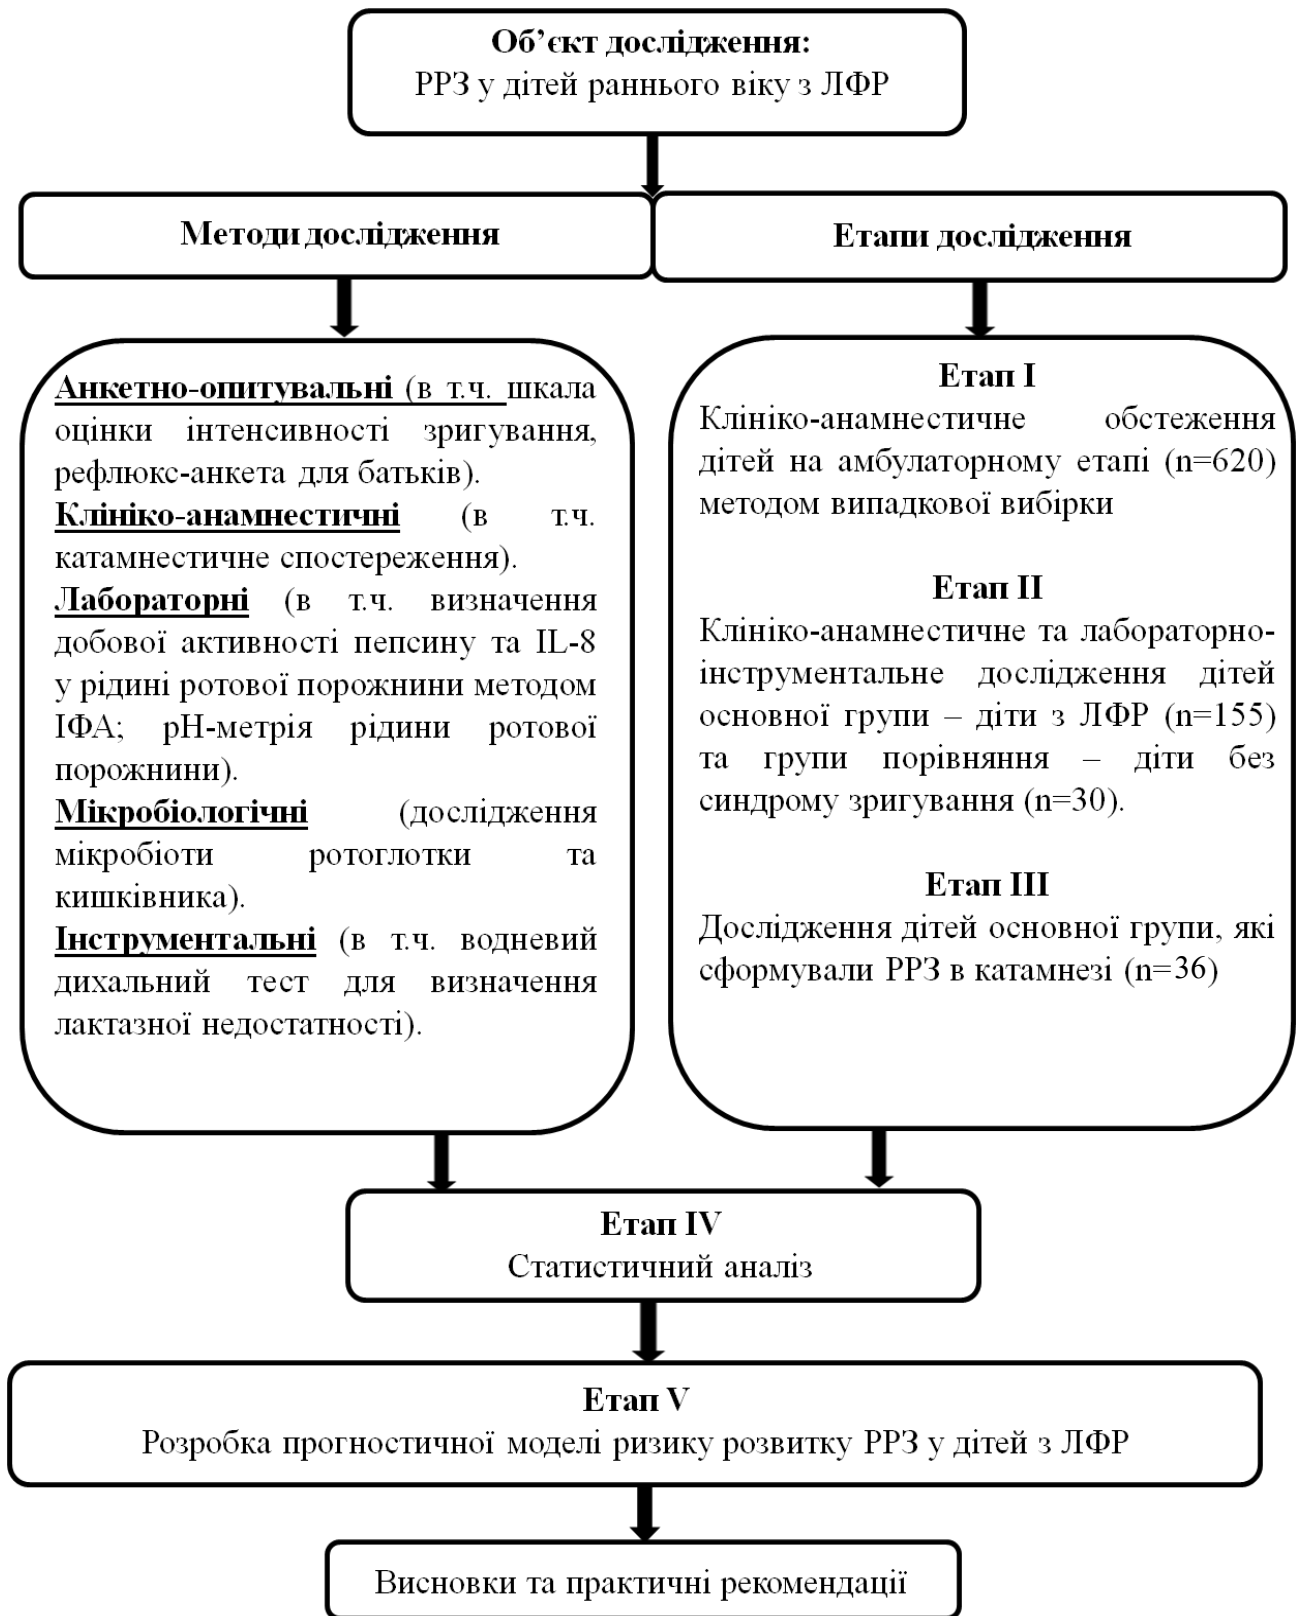 Об’єкт дослідження:
РРЗ у дітей раннього віку з ЛФР
Методи дослідження
Етапи дослідження
Анкетно-опитувальні (в т.ч. шкала
оцінки інтенсивності зригування,
рефлюкс-анкета для батьків).
Клініко-анамнестичні (в т.ч.
катамнестичне спостереження).
Лабораторні (в т.ч. визначення
добової активності пепсину та IL-8
у рідині ротової порожнини методом
ІФА; рН-метрія рідини ротової
порожнини).
Мікробіологічні (дослідження
мікробіоти ротоглотки та
кишківника).
Інструментальні (в т.ч. водневий
дихальний тест для визначення
лактазної недостатності).
Етап I
Клініко-анамнестичне обстеження
дітей на амбулаторному етапі (n=620)
методом випадкової вибірки
Етап II
Клініко-анамнестичне та лабораторно-
інструментальне дослідження дітей
основної групи – діти з ЛФР (n=155)
та групи порівняння – діти без
синдрому зригування (n=30).
Етап III
Дослідження дітей основної групи, які
сформували РРЗ в катамнезі (n=36)
Етап IV
Статистичний аналіз
Етап V
Розробка прогностичної моделі ризику розвитку РРЗ у дітей з ЛФР
Висновки та практичні рекомендації